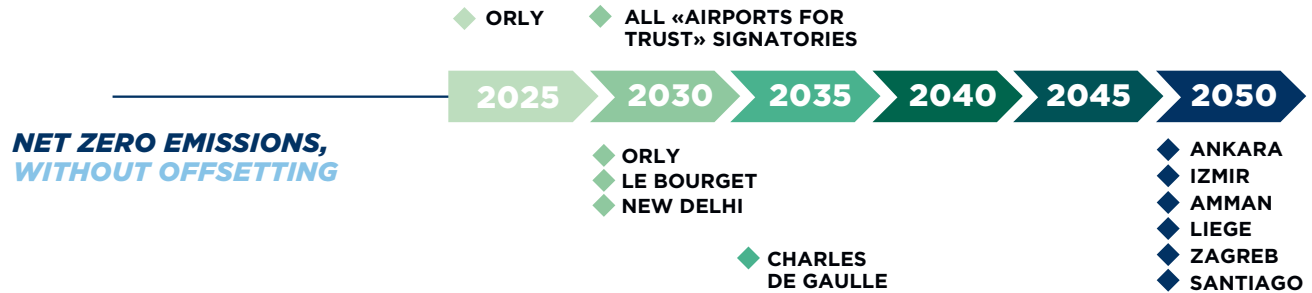 ORLY
ALL «AIRPORTS FOR
TRUST» SIGNATORIES
2025
2030
2035
2040
2045
2050
NET ZERO EMISSIONS,
WITHOUT OFFSETTING
ORLY
LE BOURGET
NEW DELHI
CHARLES
DE GAULLE
ANKARA
IZMIR
AMMAN
LIEGE
ZAGREB
SANTIAGO